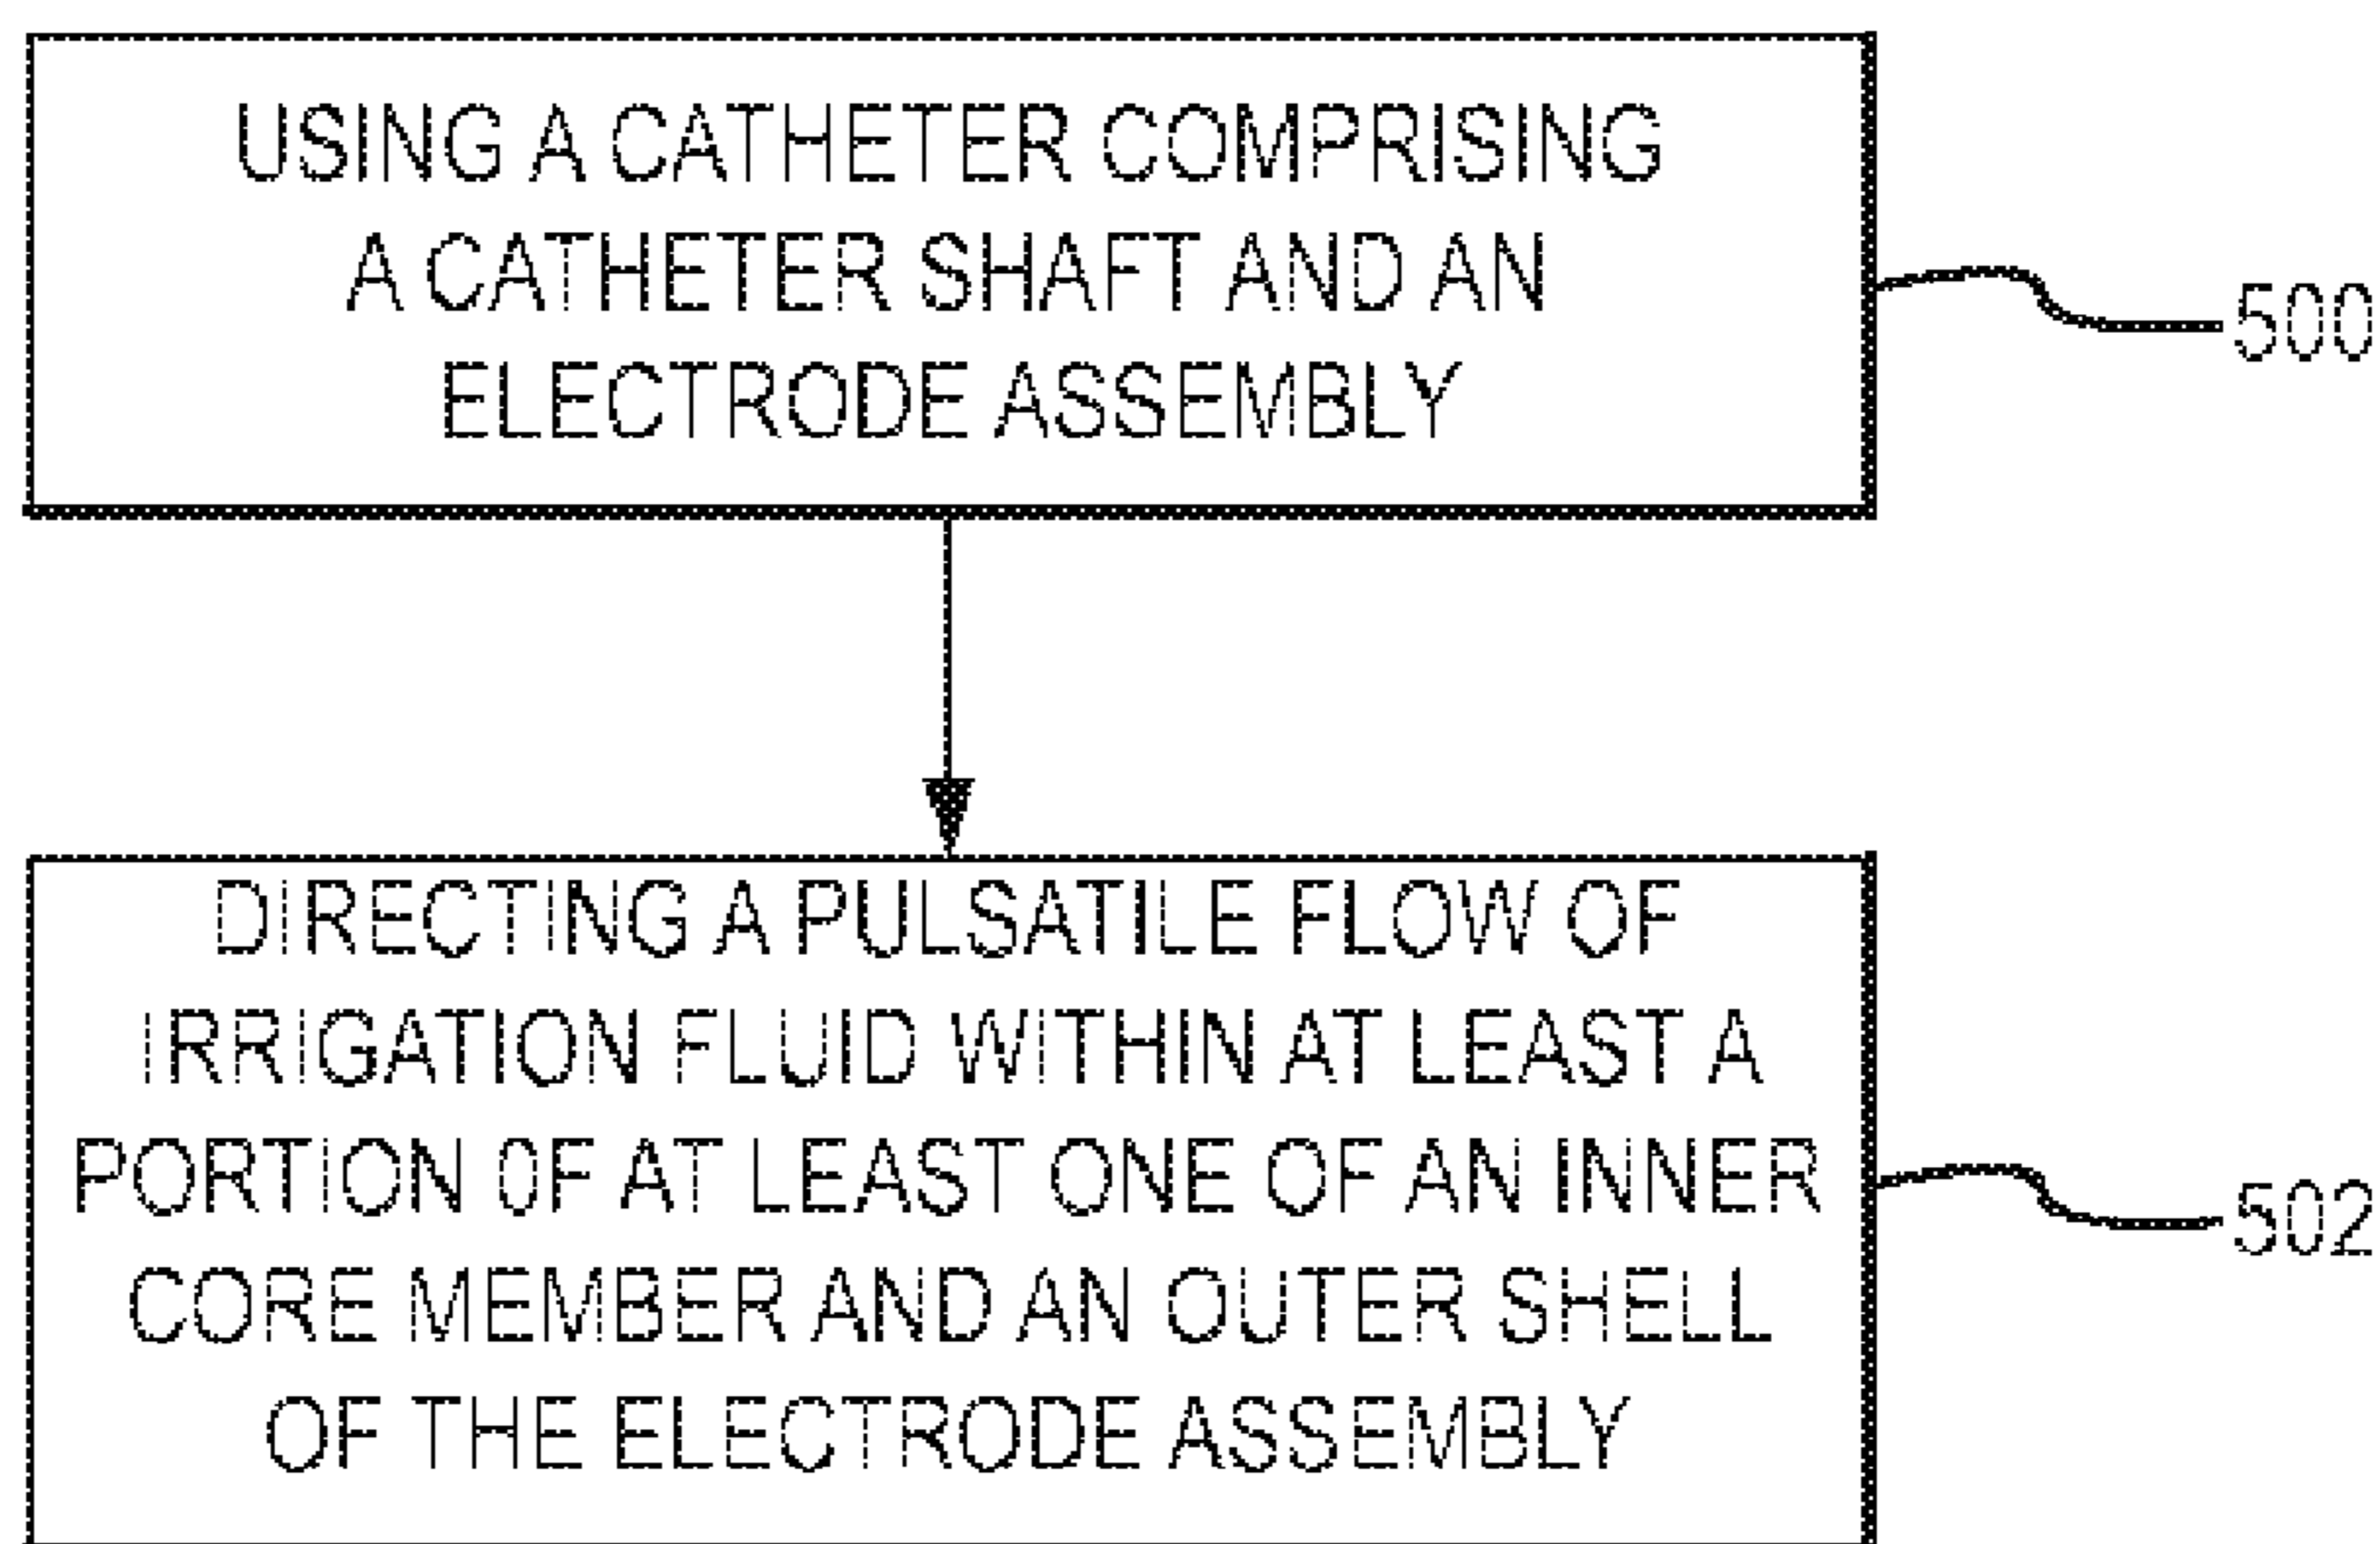 USING A CATHETER COMPRISING
A CATHETER SHAFT AND AN
ELECTRODE ASSEMBLY
500
DIRECTING A PULSATILE FLOW OF
IRRIGATION FLUID WITHIN AT LEAST A
PORTION OF AT LEAST ONE OF AN INNER
CORE MEMBER AND AN OUTER SHELL
OF THE ELECTRODE ASSEMBLY
502